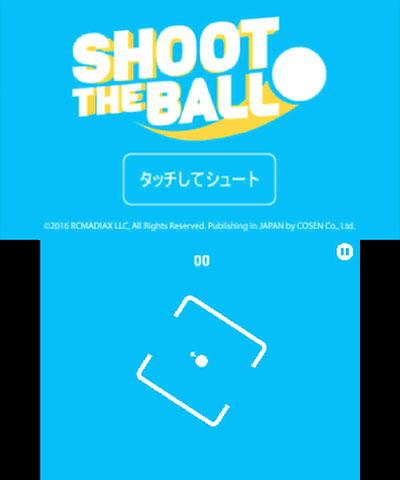 SHOOT
THE BALL
タッチしてシュート
©2016 RCMADIAX LLC, All Rights Reserved. Publishing in JAPAN by COSEN Co., Ltd.
00